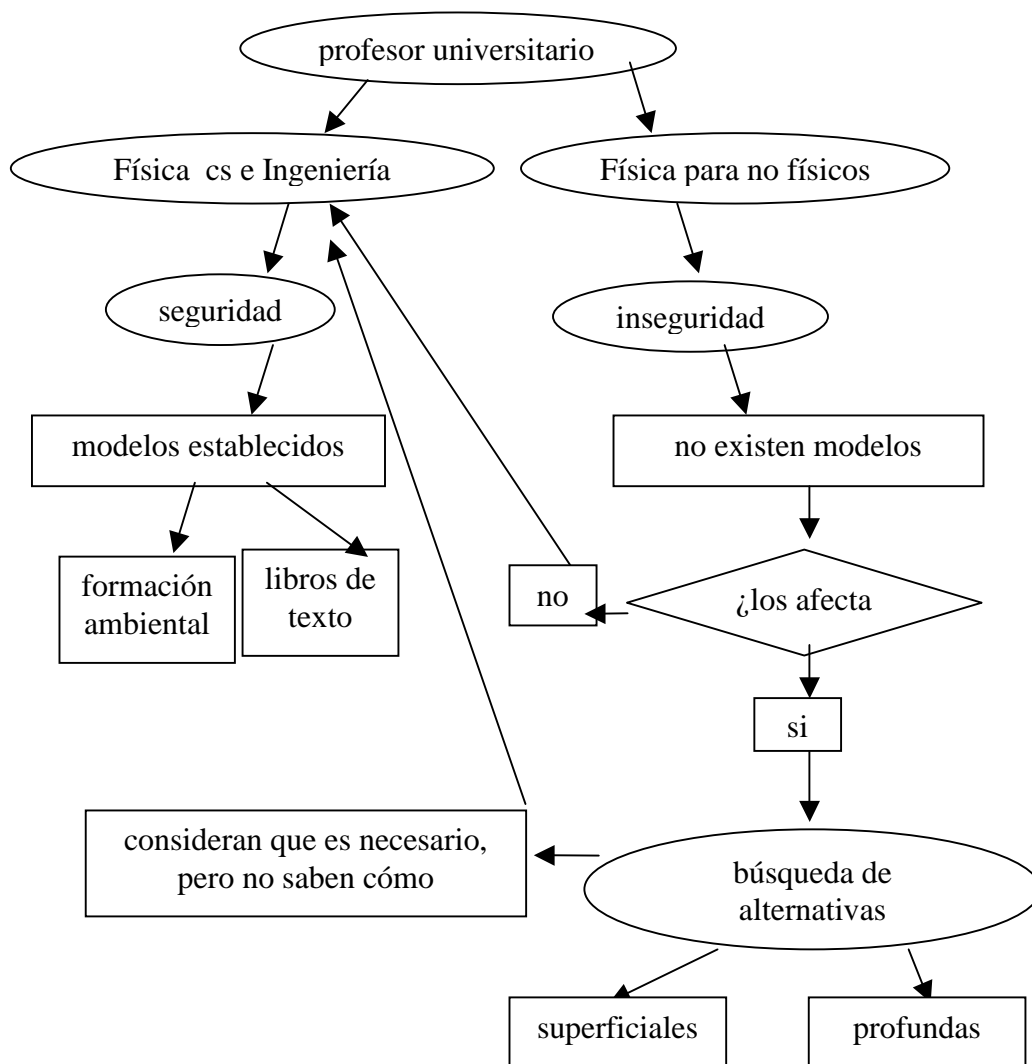 profesor universitario
Física cs e Ingeniería
Física para no físicos
seguridad
inseguridad
modelos establecidos
no existen modelos
formación
ambiental
libros de
texto
no
¿los afecta
si
consideran que es necesario,
pero no saben cómo
búsqueda de
alternativas
superficiales
profundas